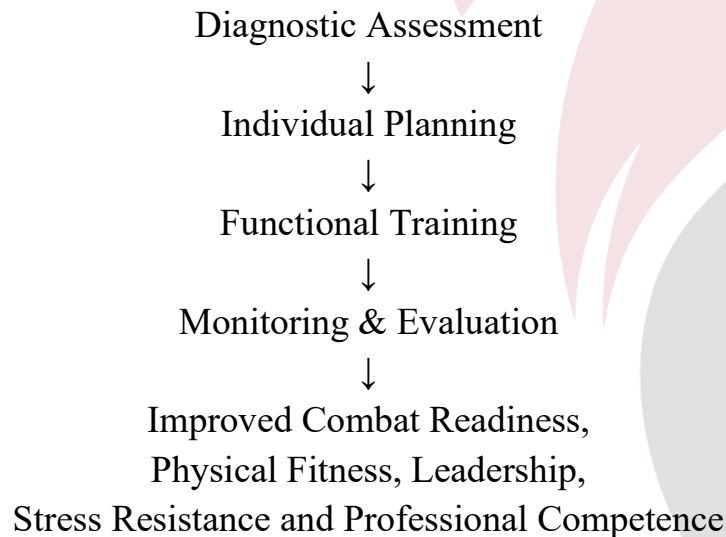 Diagnostic Assessment
↓
Individual Planning
↓
Functional Training
↓
Monitoring & Evaluation
↓
Improved Combat Readiness,
Physical Fitness, Leadership,
Stress Resistance and Professional Competence